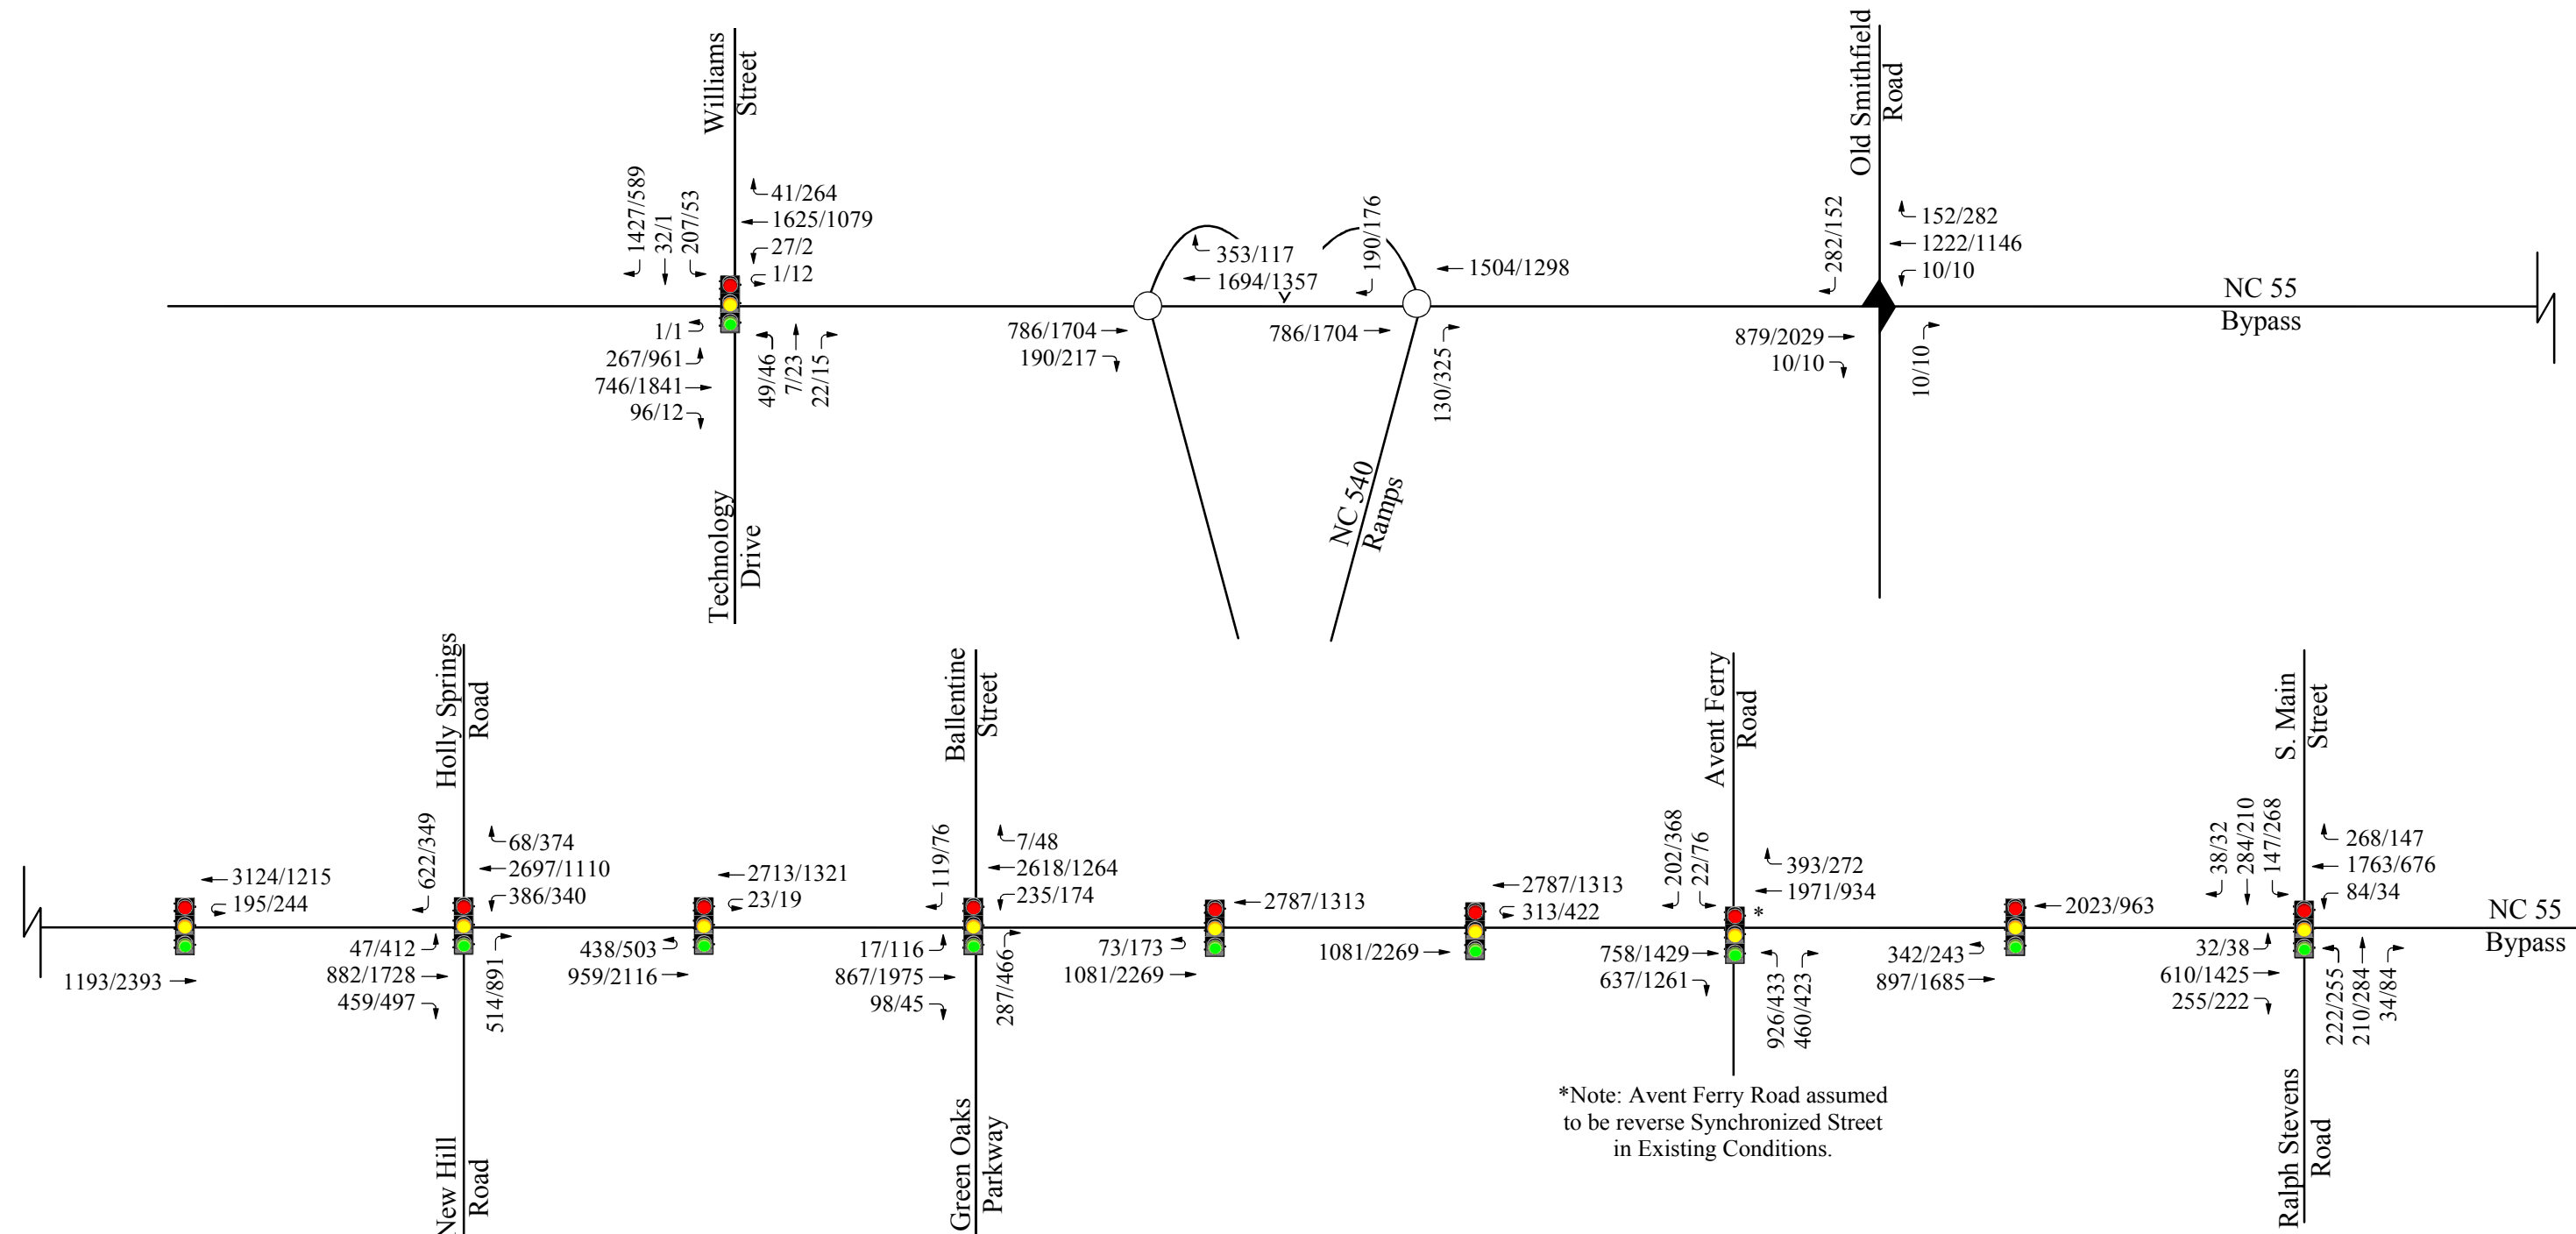 Williams
Street
1427/589
32/1
207/53
41/264
1625/1079
27/2
1/12
1/1
267/961
746/1841
96/12
49/46
7/23
22/15
Technology
Drive
353/117
1694/1357
190/176
1504/1298
786/1704
190/217
786/1704
130/325
NC 540
Ramps
Old Smithfield
Road
282/152
152/282
1222/1146
10/10
879/2029
10/10
10/10
NC 55
Bypass
3124/1215
195/244
1193/2393
Holly Springs
Road
622/349
68/374
2697/1110
386/340
47/412
882/1728
459/497
514/891
New Hill
Road
2713/1321
23/19
438/503
959/2116
Ballentine
Street
119/76
7/48
2618/1264
235/174
17/116
867/1975
98/45
287/466
Green Oaks
Parkway
2787/1313
73/173
1081/2269
2787/1313
313/422
1081/2269
Avent Ferry
Road
202/368
22/76
393/272
1971/934
*
758/1429
637/1261
926/433
460/423
*Note: Avent Ferry Road assumed
to be reverse Synchronized Street
in Existing Conditions.
2023/963
342/243
897/1685
S. Main
Street
38/32
284/210
147/268
268/147
1763/676
84/34
32/38
610/1425
255/222
222/255
210/284
34/84
Ralph Stevens
Road
NC 55
Bypass